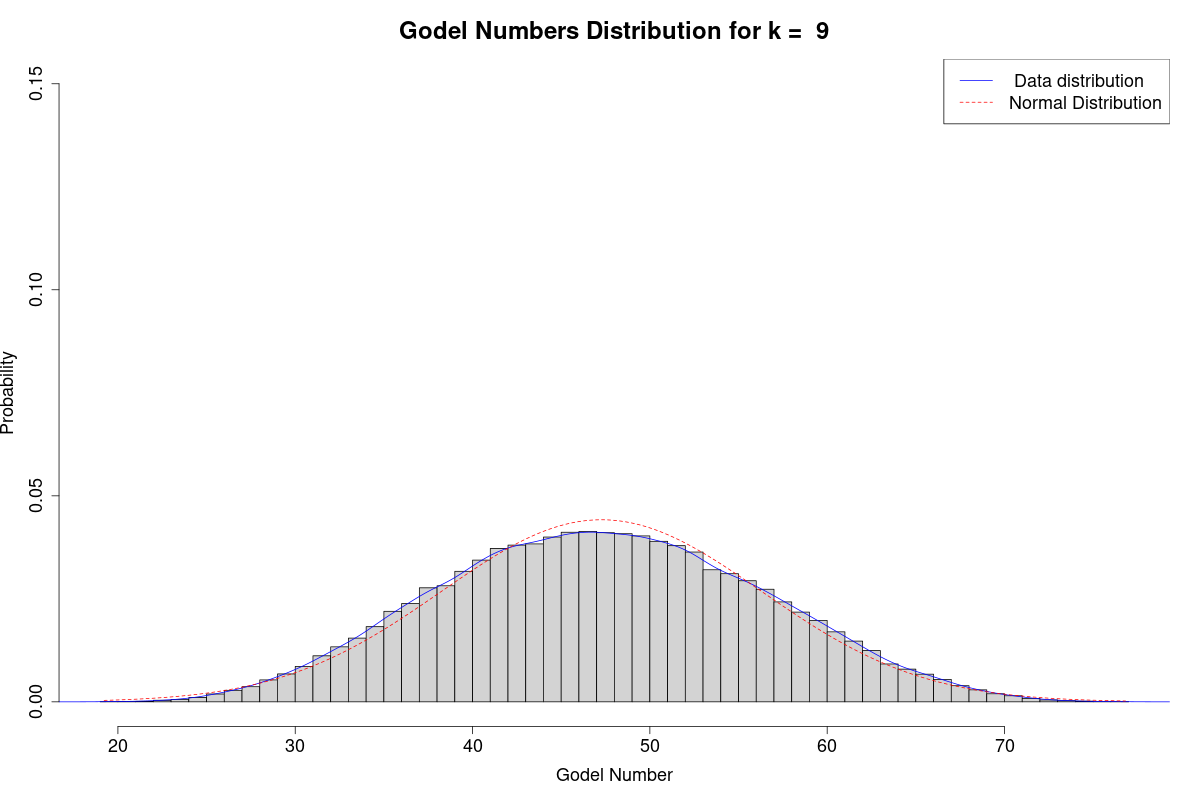 Godel Numbers Distribution for k =  9
Data distribution
Normal Distribution
Probability
0.15
0.10
0.05
0.00
20 30 40 50 60 70
Godel Number